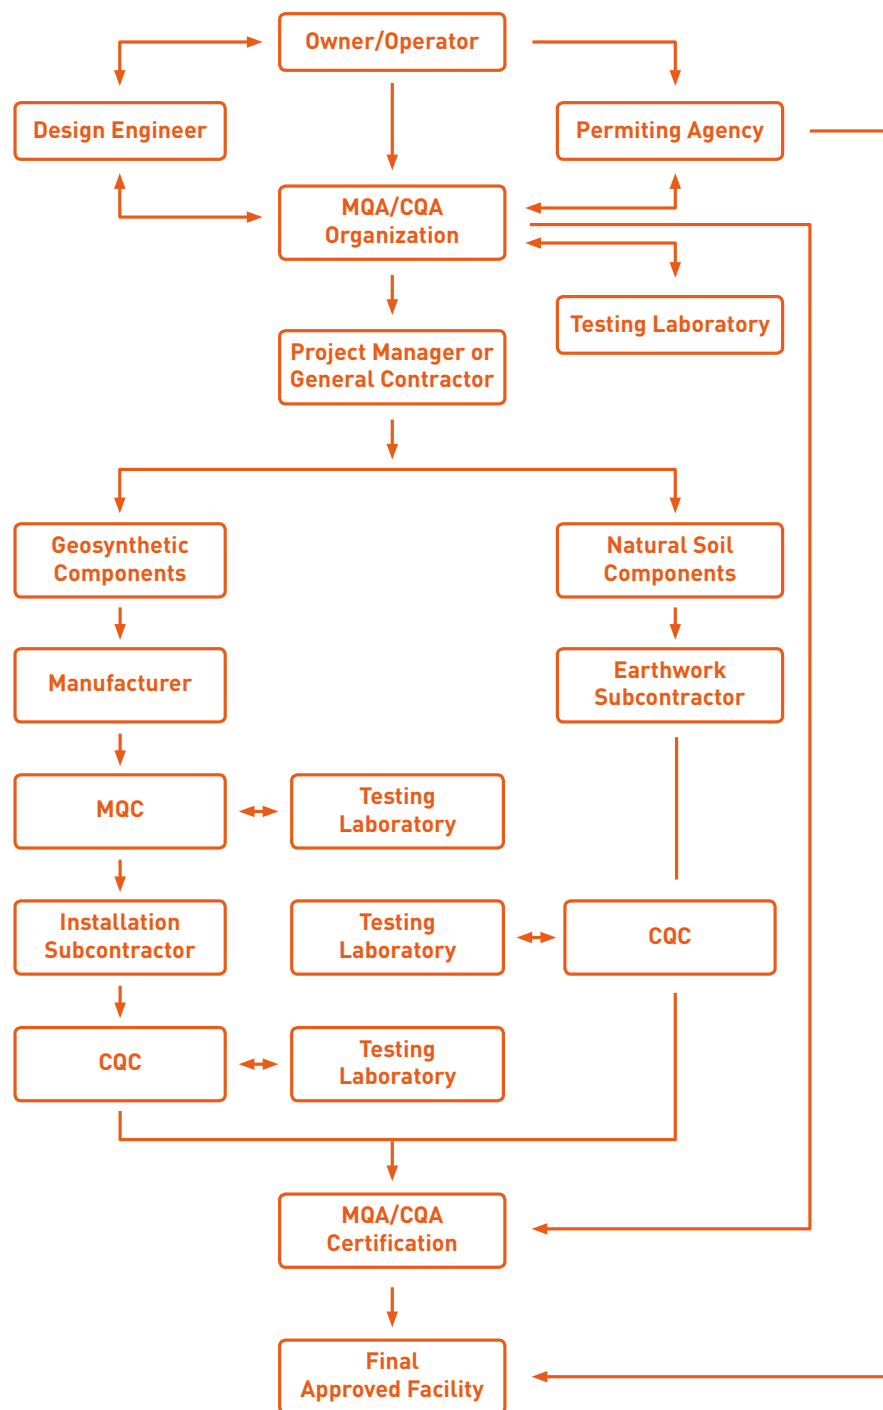 Owner/Operator
Design Engineer
Permiting Agency
MQA/CQA
Organization
Testing Laboratory
Project Manager or
General Contractor
Geosynthetic
Components
Natural Soil
Components
Manufacturer
Earthwork
Subcontractor
MQC
Testing
Laboratory
Installation
Subcontractor
Testing
Laboratory
CQC
CQC
Testing
Laboratory
MQA/CQA
Certification
Final
Approved Facility